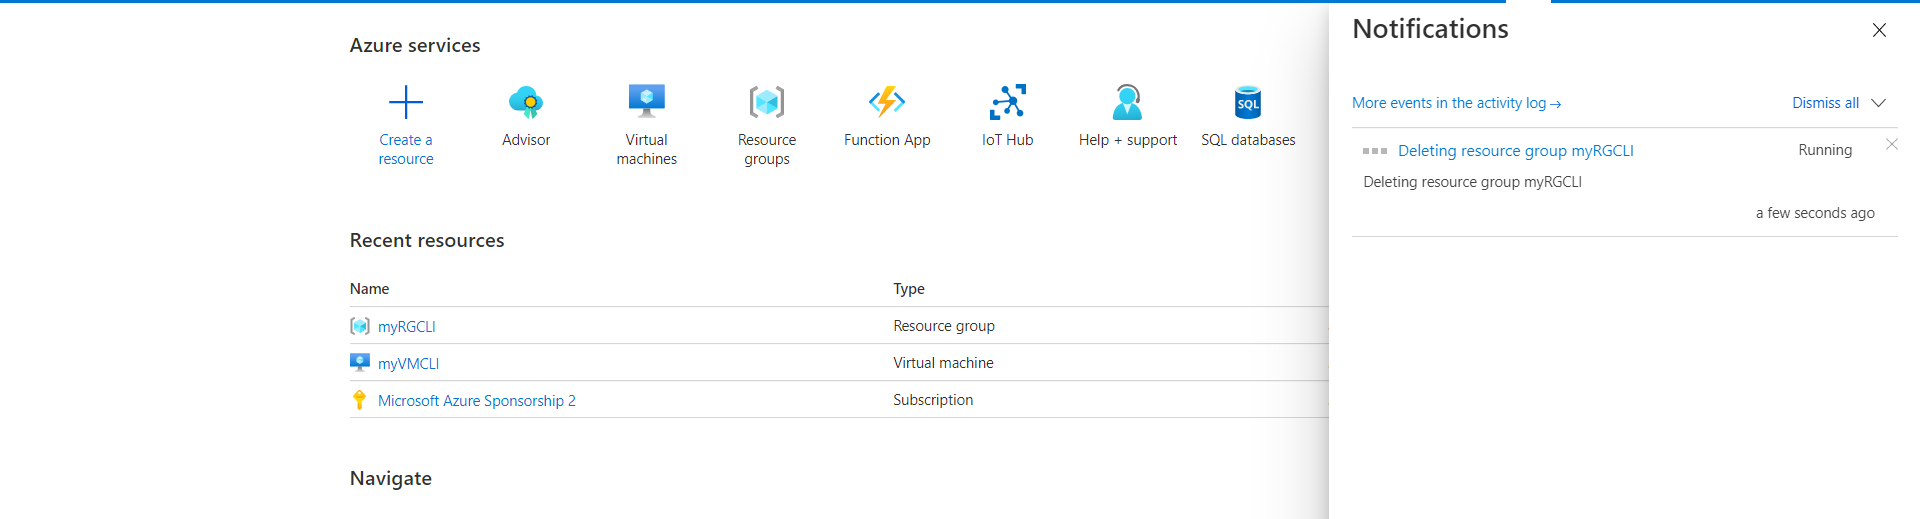 Azure services
Create a
resource
Advisor
Virtual
machines
Resource
groups
Function App
IoT Hub
Help + support
SQL
SQL databases
Recent resources
Name Type
myRGCLI Resource group
myVMCLI Virtual machine
Microsoft Azure Sponsorship 2 Subscription
Navigate
Notifications
More events in the activity log → Dismiss all
Deleting resource group myRGCLI Running
Deleting resource group myRGCLI
a few seconds ago